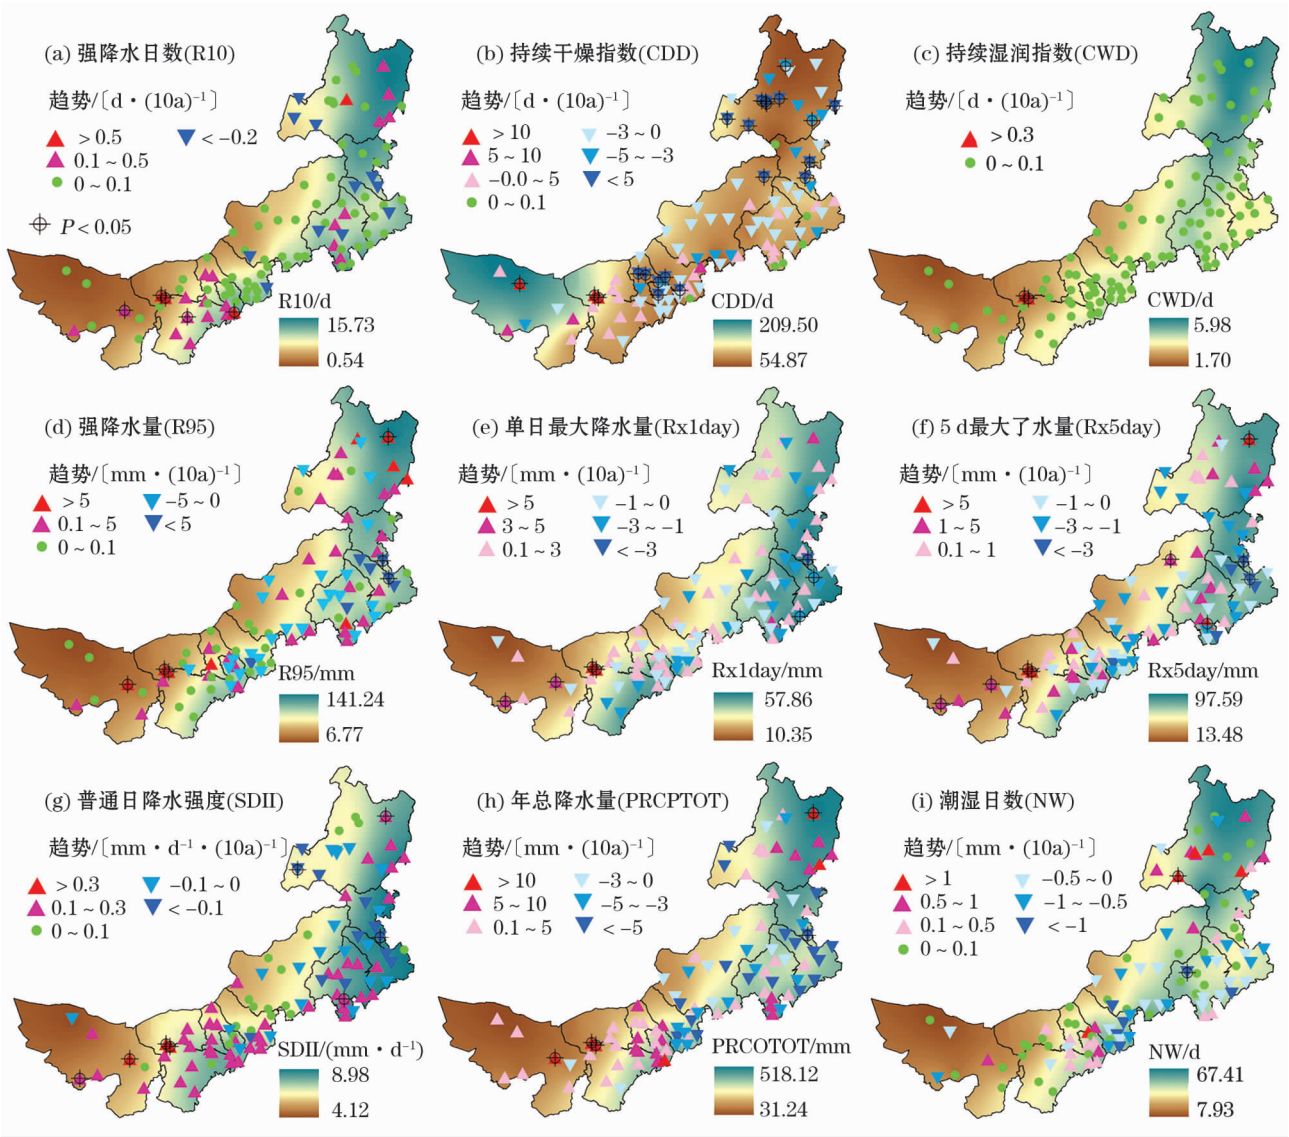 (a) 强降水日数(R10)
趋势/〔d・(10a)⁻¹〕
> 0.5
< −0.2
0.1 ~ 0.5
0 ~ 0.1
P < 0.05
R10/d
15.73
0.54
(b) 持续干燥指数(CDD)
趋势/〔d・(10a)⁻¹〕
> 10
−3 ~ 0
5 ~ 10
−5 ~ −3
−0.0 ~ 5
< 5
0 ~ 0.1
CDD/d
209.50
54.87
(c) 持续湿润指数(CWD)
趋势/〔d・(10a)⁻¹〕
> 0.3
0 ~ 0.1
CWD/d
5.98
1.70
(d) 强降水量(R95)
趋势/〔mm・(10a)⁻¹〕
> 5
−5 ~ 0
0.1 ~ 5
< 5
0 ~ 0.1
R95/mm
141.24
6.77
(e) 单日最大降水量(Rx1day)
趋势/〔mm・(10a)⁻¹〕
> 5
−1 ~ 0
3 ~ 5
−3 ~ −1
0.1 ~ 3
< −3
Rx1day/mm
57.86
10.35
(f) 5 d最大了水量(Rx5day)
趋势/〔mm・(10a)⁻¹〕
> 5
−1 ~ 0
1 ~ 5
−3 ~ −1
0.1 ~ 1
< −3
Rx5day/mm
97.59
13.48
(g) 普通日降水强度(SDII)
趋势/〔mm・d⁻¹・(10a)⁻¹〕
> 0.3
−0.1 ~ 0
0.1 ~ 0.3
< −0.1
0 ~ 0.1
SDII/(mm・d⁻¹)
8.98
4.12
(h) 年总降水量(PRCPTOT)
趋势/〔mm・(10a)⁻¹〕
> 10
−3 ~ 0
5 ~ 10
−5 ~ −3
0.1 ~ 5
< −5
PRCOTOT/mm
518.12
31.24
(i) 潮湿日数(NW)
趋势/〔mm・(10a)⁻¹〕
> 1
−0.5 ~ 0
0.5 ~ 1
−1 ~ −0.5
0.1 ~ 0.5
< −1
0 ~ 0.1
NW/d
67.41
7.93